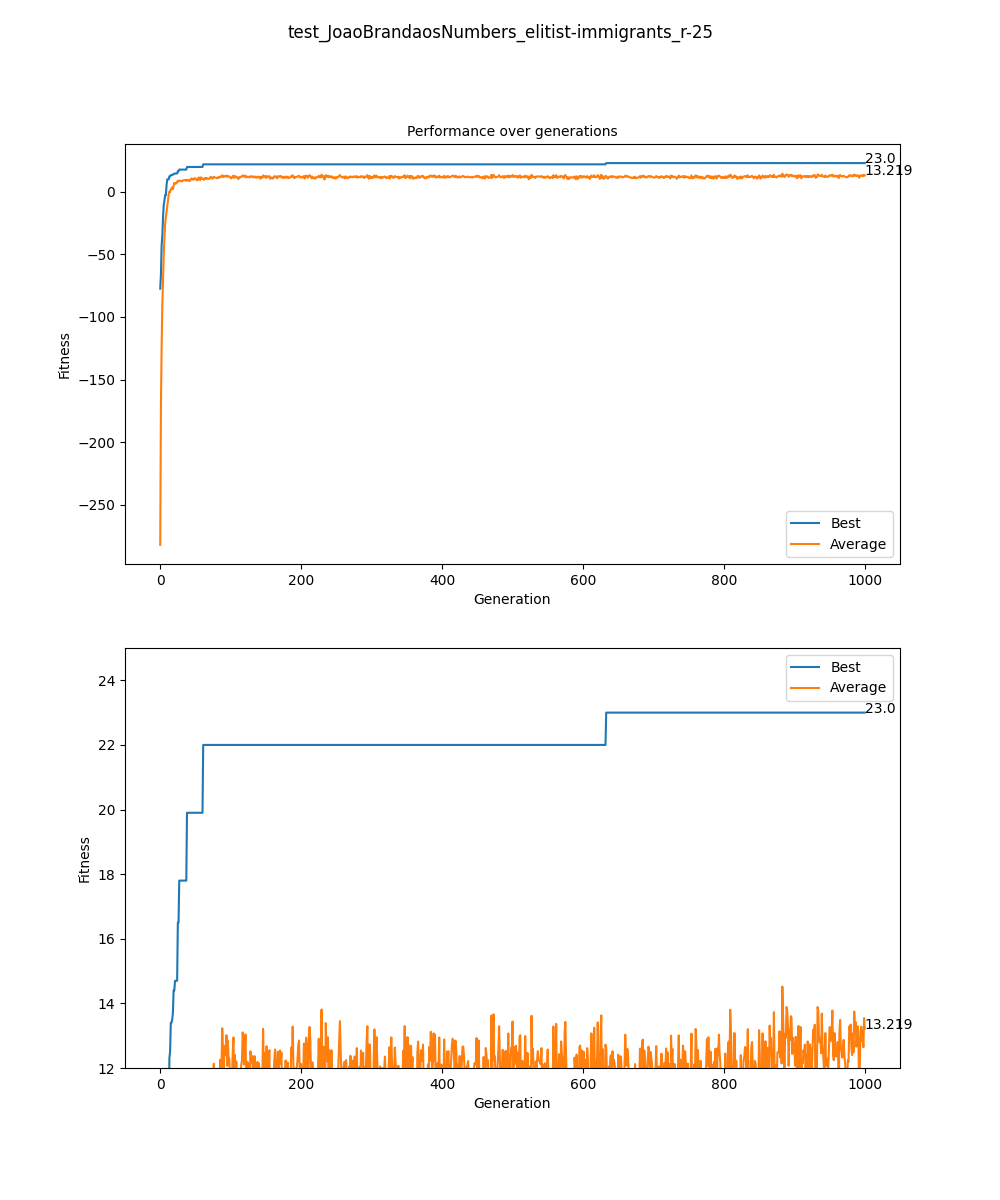 test_JoaoBrandaosNumbers_elitist-immigrants_r-25
Performance over generations
23.0
13.219
0
−50
−100
−150
−200
−250
Fitness
Best
Average
0 200 400 600 800 1000
Generation
24
22
20
18
16
14
12
Fitness
Best
Average
23.0
13.219
0 200 400 600 800 1000
Generation